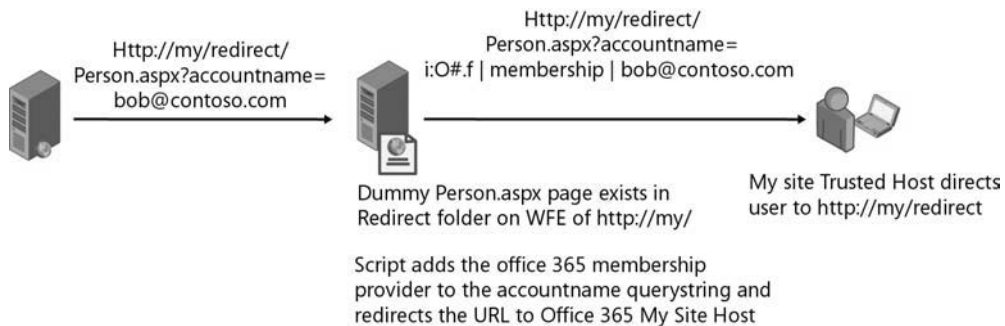 Http://my/redirect/
Person.aspx?accountname=
bob@contoso.com
Http://my/redirect/
Person.aspx?accountname=
i:O#.f | membership | bob@contoso.com
Dummy Person.aspx page exists in
Redirect folder on WFE of http://my/
Script adds the office 365 membership
provider to the accountname querystring and
redirects the URL to Office 365 My Site Host
My site Trusted Host directs
user to http://my/redirect